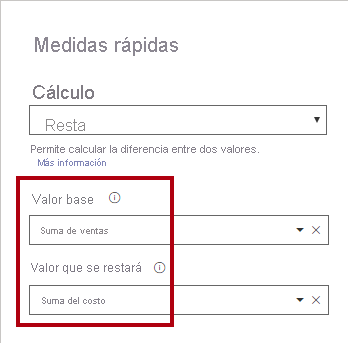 Medidas rápidas
Cálculo
Resta
Permite calcular la diferencia entre dos valores.
Más información
Valor base
Suma de ventas
Valor que se restará
Suma del costo